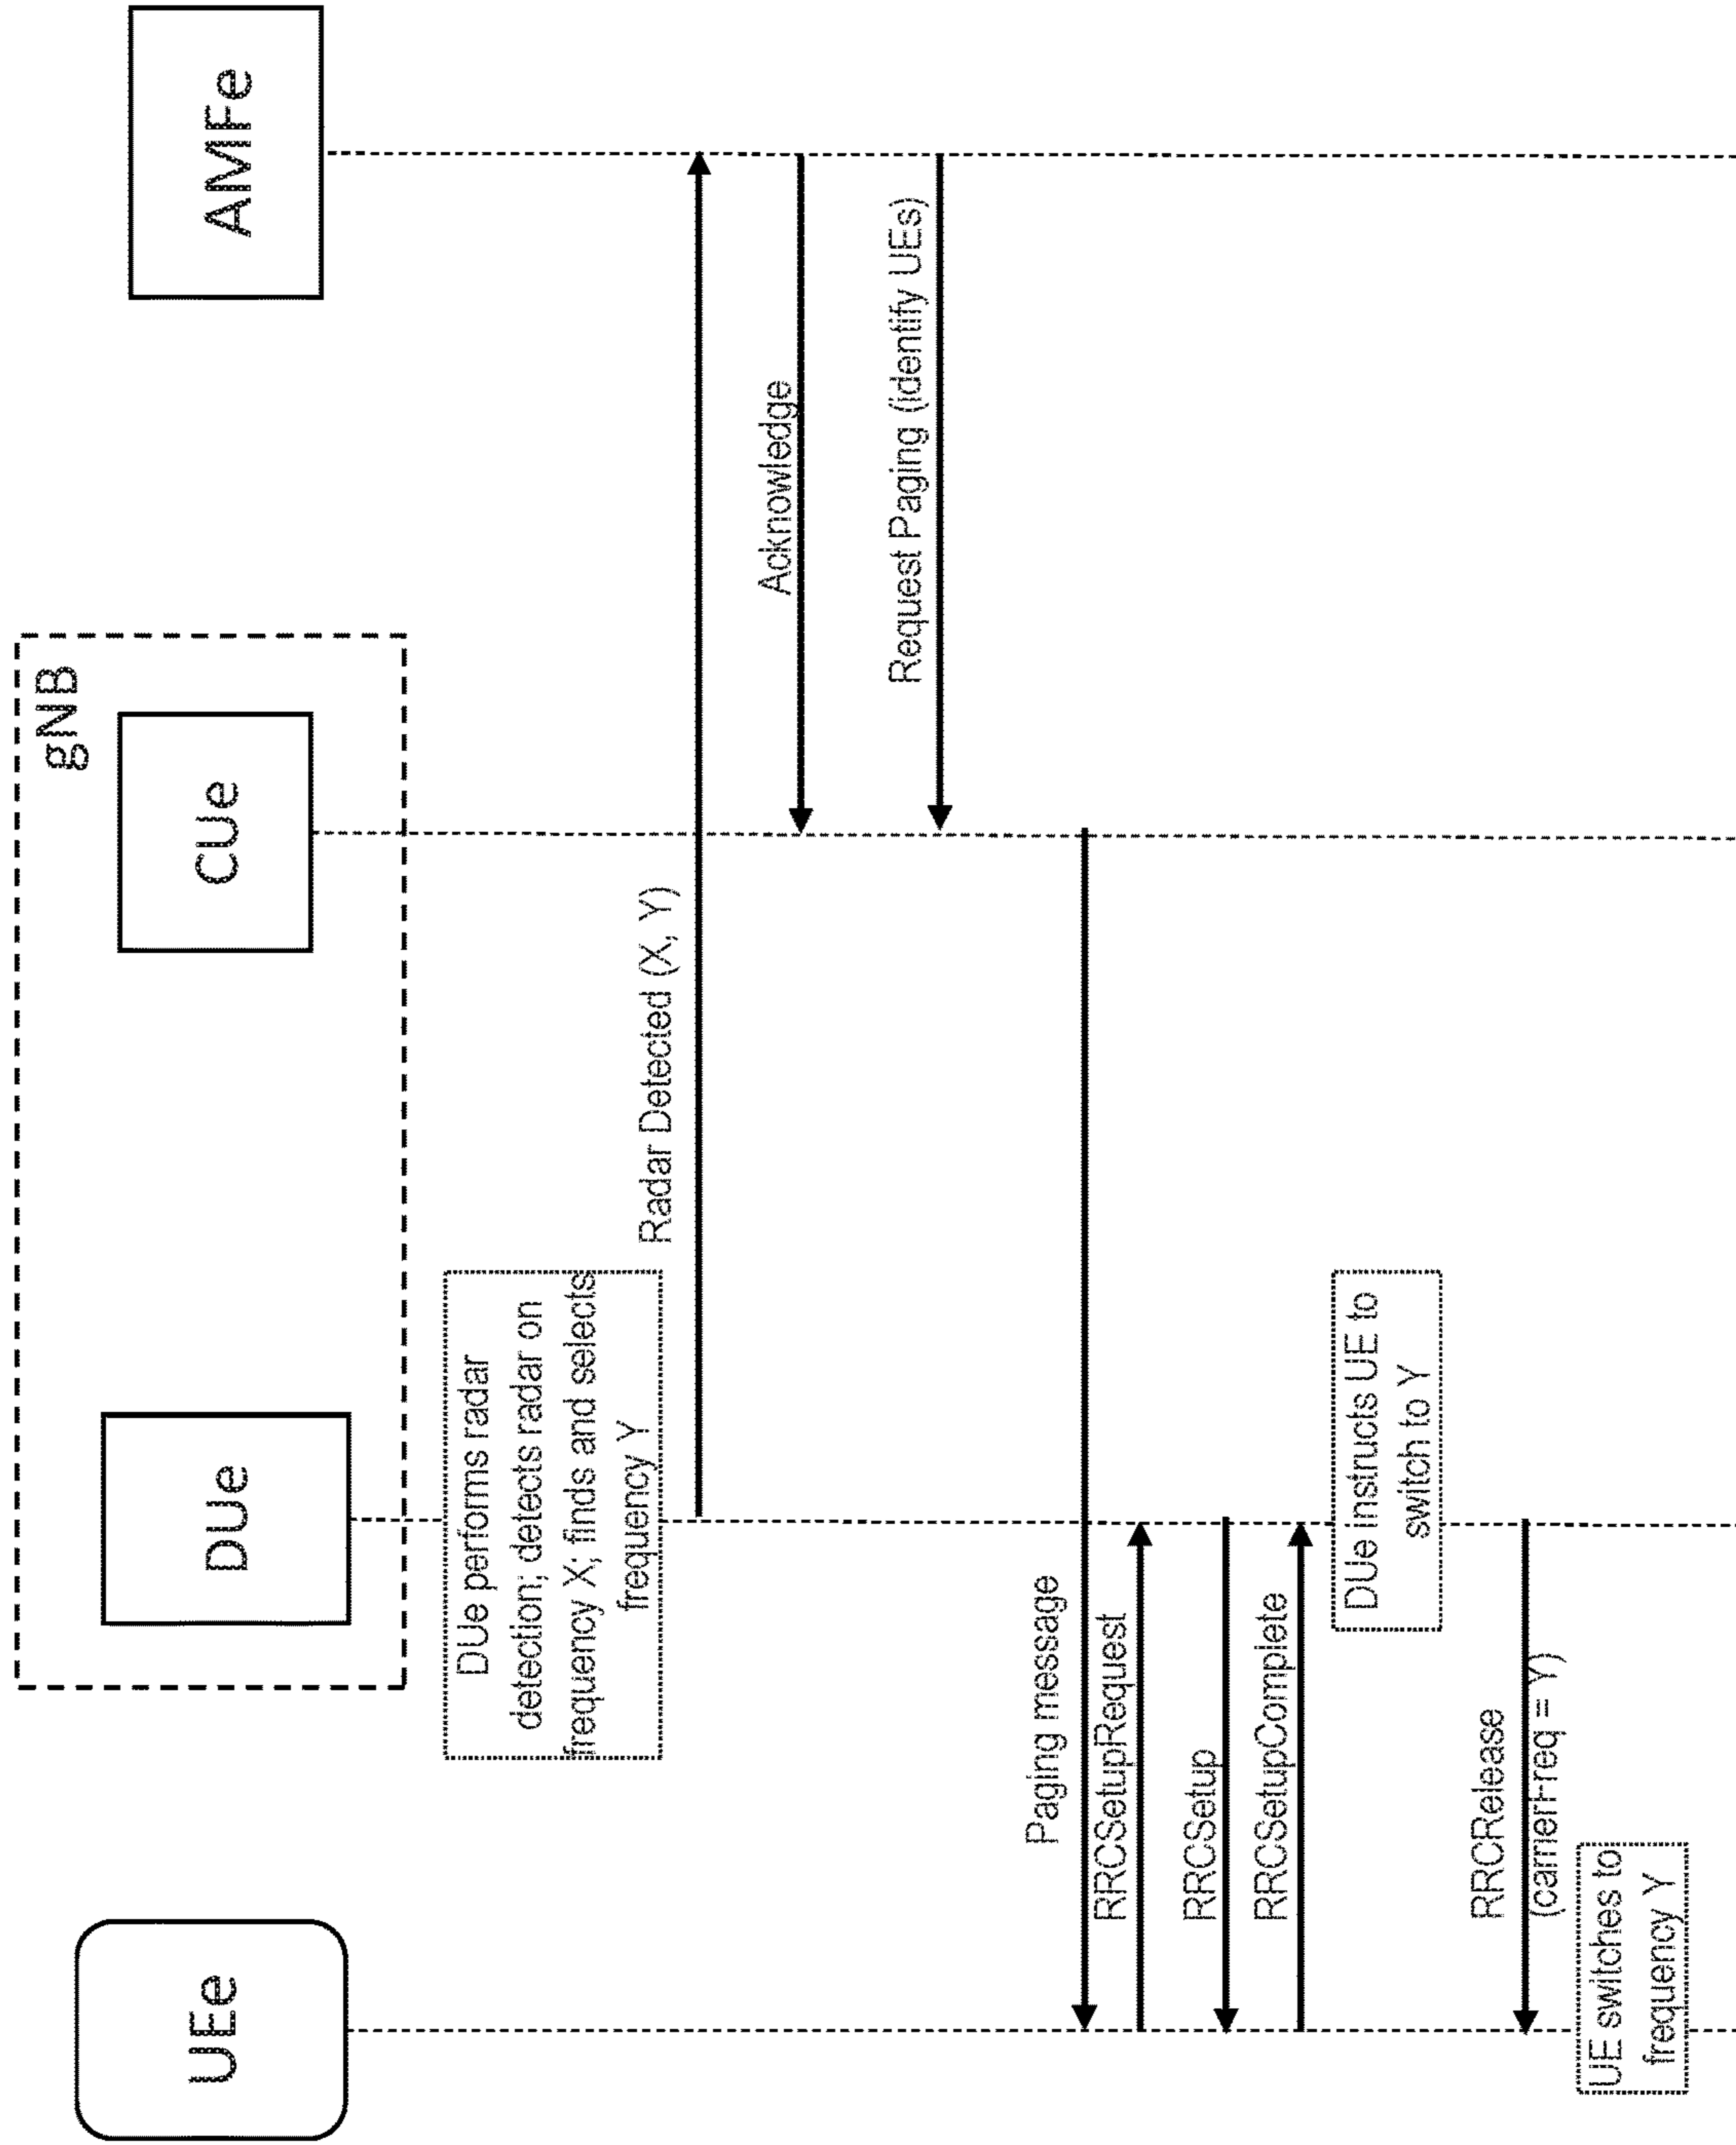 UEe
DUe
CUe
gNB
AMFe
DUe performs radar
detection; detects radar on
frequency X; finds and selects
frequency Y
Radar Detected (X, Y)
Acknowledge
Request Paging (identify UEs)
Paging message
RRCSetupRequest
RRCSetup
RRCSetupComplete
DUe instructs UE to
switch to Y
RRCRelease
(carrierFreq = Y)
UE switches to
frequency Y